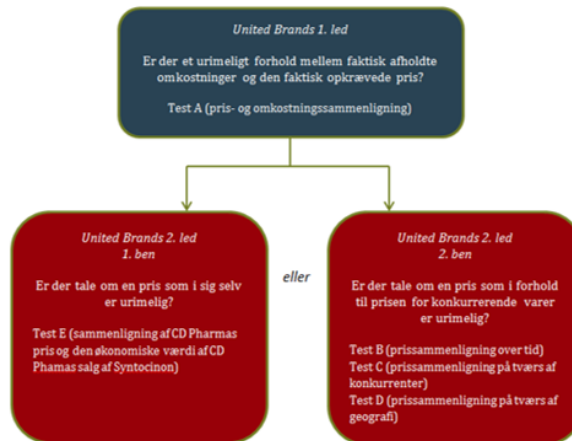 United Brands 1. led
Er der et urimeligt forhold mellem faktisk afholdte
omkostninger og den faktisk opkrævede pris?
Test A (pris- og omkostningssammenligning)
United Brands 2. led
1. ben
Er der tale om en pris som i sig selv
er urimelig?
Test E (sammenligning af CD Pharmas
pris og den økonomiske værdi af CD
Phamas salg af Syntocinon)
eller
United Brands 2. led
2. ben
Er der tale om en pris som i forhold
til prisen for konkurrerende varer
er urimelig?
Test B (prissammenligning over tid)
Test C (prissammenligning på tværs af
konkurrenter)
Test D (prissammenligning på tværs af
geografi)